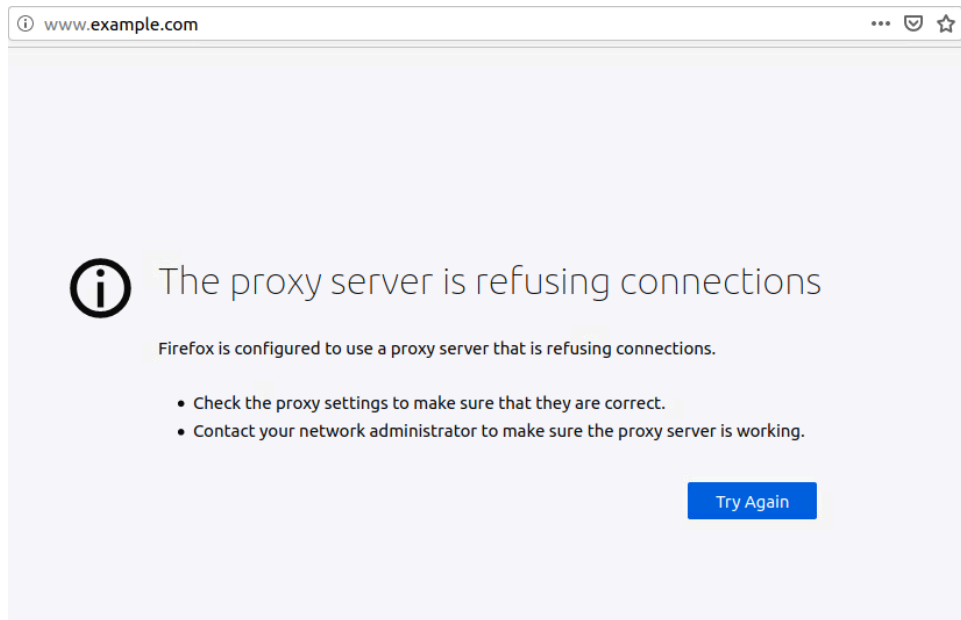 www.example.com
The proxy server is refusing connections
Firefox is configured to use a proxy server that is refusing connections.
• Check the proxy settings to make sure that they are correct.
• Contact your network administrator to make sure the proxy server is working.
Try Again